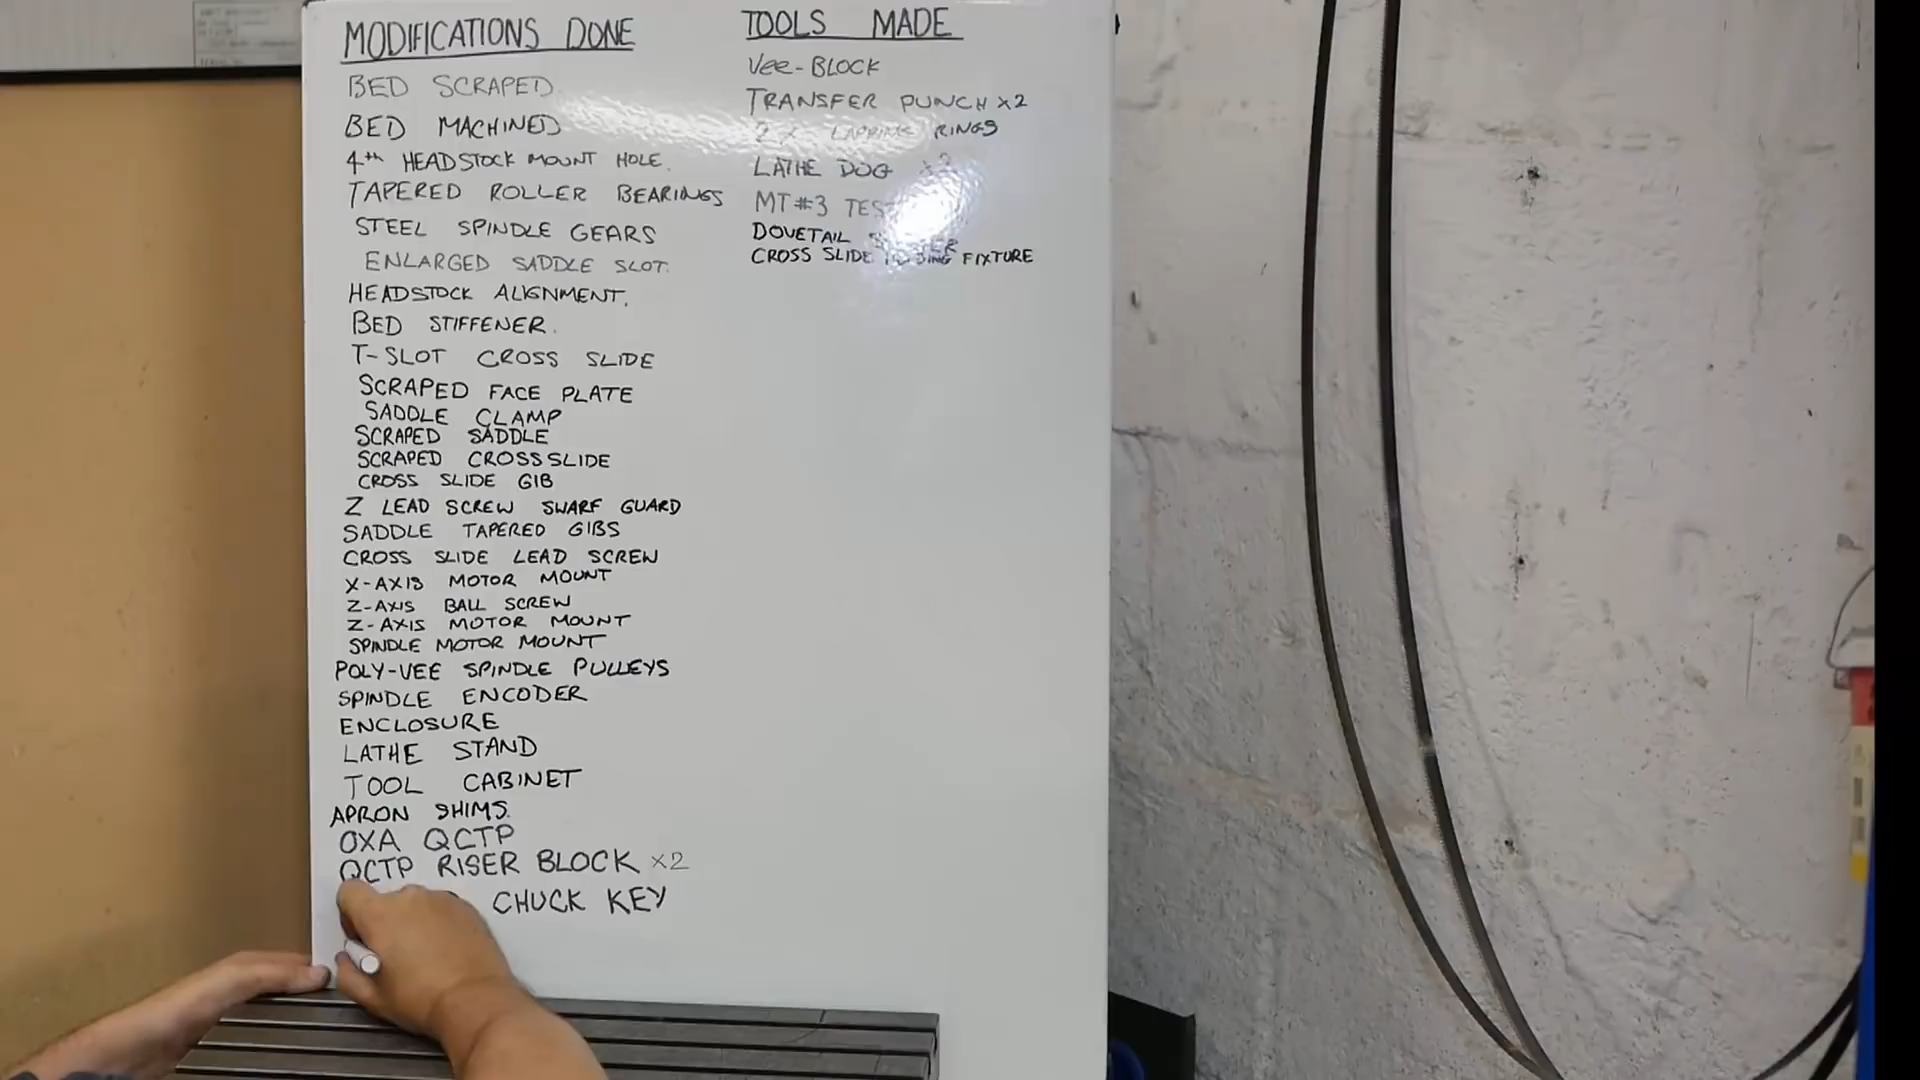 MODIFICATIONS DONE
BED SCRAPED
BED MACHINED
4th HEADSTOCK MOUNT HOLE.
TAPERED ROLLER BEARINGS
STEEL SPINDLE GEARS
ENLARGED SADDLE SLOT.
HEADSTOCK ALIGNMENT.
BED STIFFENER.
T-SLOT CROSS SLIDE
SCRAPED FACE PLATE
SADDLE CLAMP
SCRAPED SADDLE
SCRAPED CROSSSLIDE
CROSS SLIDE GIB
Z LEAD SCREW SWARF GUARD
SADDLE TAPERED GIBS
CROSS SLIDE LEAD SCREW
X-AXIS MOTOR MOUNT
Z-AXIS BALL SCREW
Z-AXIS MOTOR MOUNT
SPINDLE MOTOR MOUNT
POLY-VEE SPINDLE PULLEYS
SPINDLE ENCODER
ENCLOSURE
LATHE STAND
TOOL CABINET
APRON SHIMS.
OXA QCTP
QCTP RISER BLOCK x2
CHUCK KEY
TOOLS MADE
Vee-BLOCK
TRANSFER PUNCH x2
2 x LAPPING RINGS
LATHE DOG x2
MT#3
DOVETAIL
CROSS SLIDE FIXTURE